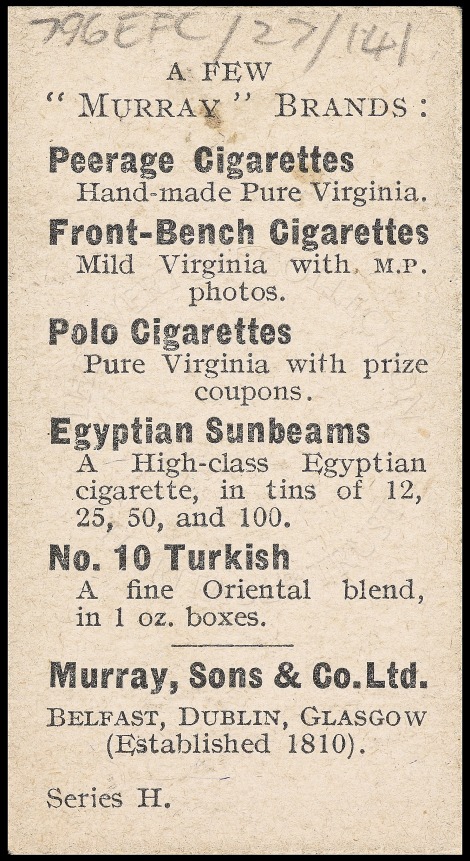 796EFC/27/141
A FEW
"MURRAY" BRANDS:
Peerage Cigarettes
Hand-made Pure Virginia.
Front-Bench Cigarettes
Mild Virginia with M.P.
photos.
Polo Cigarettes
Pure Virginia with prize
coupons.
Egyptian Sunbeams
A High-class Egyptian
cigarette, in tins of 12,
25, 50, and 100.
No. 10 Turkish
A fine Oriental blend,
in 1 oz. boxes.
Murray, Sons & Co. Ltd.
BELFAST, DUBLIN, GLASGOW
(Established 1810).
Series H.